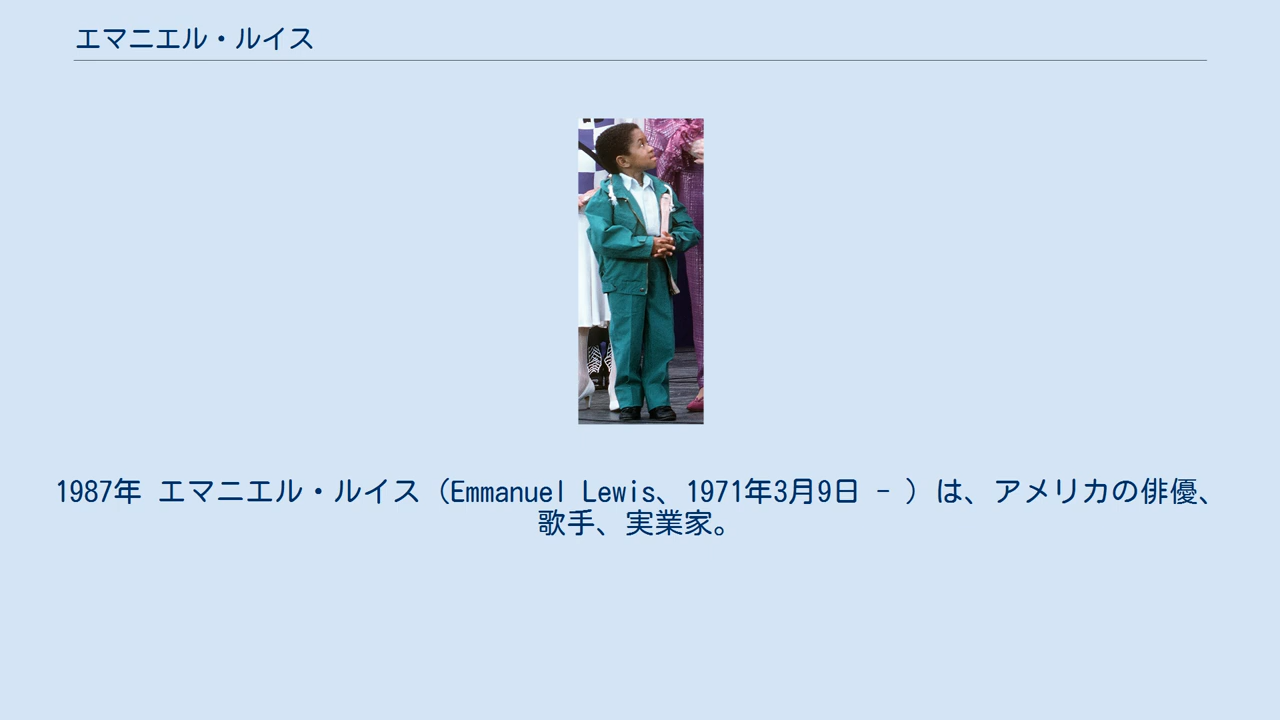 エマニエル・ルイス
1987年 エマニエル・ルイス（Emmanuel Lewis、1971年3月9日 - ）は、アメリカの俳優、
歌手、実業家。